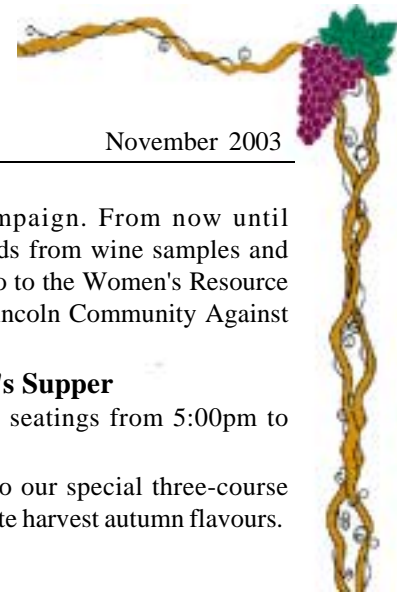 November 2003
mpaign. From now until
ds from wine samples and
o to the Women's Resource
incoln Community Against
's Supper
seatings from 5:00pm to
o our special three-course
te harvest autumn flavours.